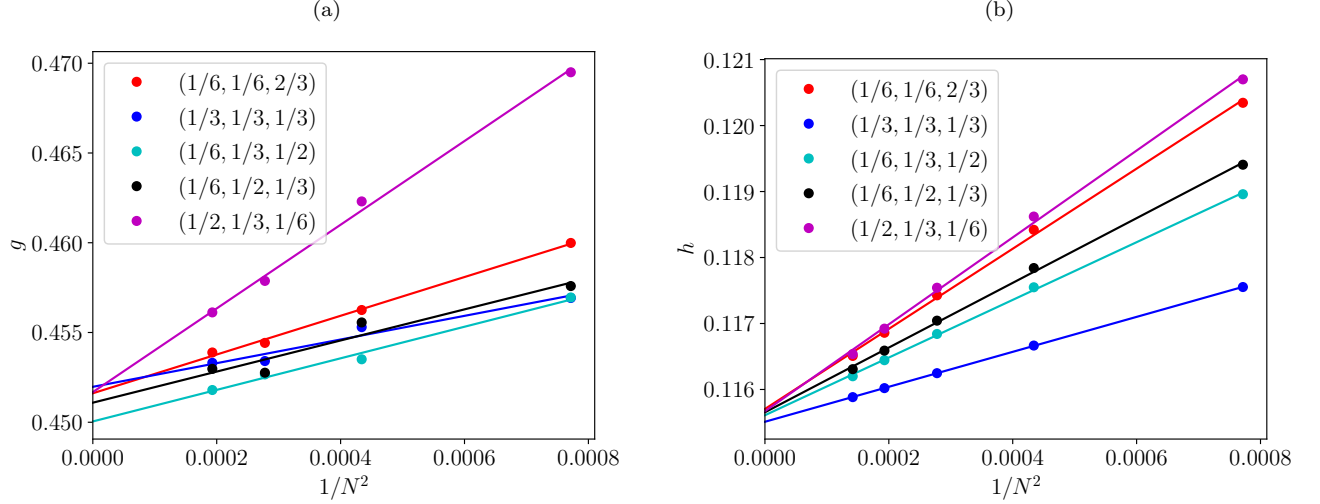 (a)
0.470
0.465
0.460
0.455
0.450
g
(1/6, 1/6, 2/3)
(1/3, 1/3, 1/3)
(1/6, 1/3, 1/2)
(1/6, 1/2, 1/3)
(1/2, 1/3, 1/6)
0.0000 0.0002 0.0004 0.0006 0.0008
1/N²
(b)
0.121
0.120
0.119
0.118
0.117
0.116
h
(1/6, 1/6, 2/3)
(1/3, 1/3, 1/3)
(1/6, 1/3, 1/2)
(1/6, 1/2, 1/3)
(1/2, 1/3, 1/6)
0.0000 0.0002 0.0004 0.0006 0.0008
1/N²